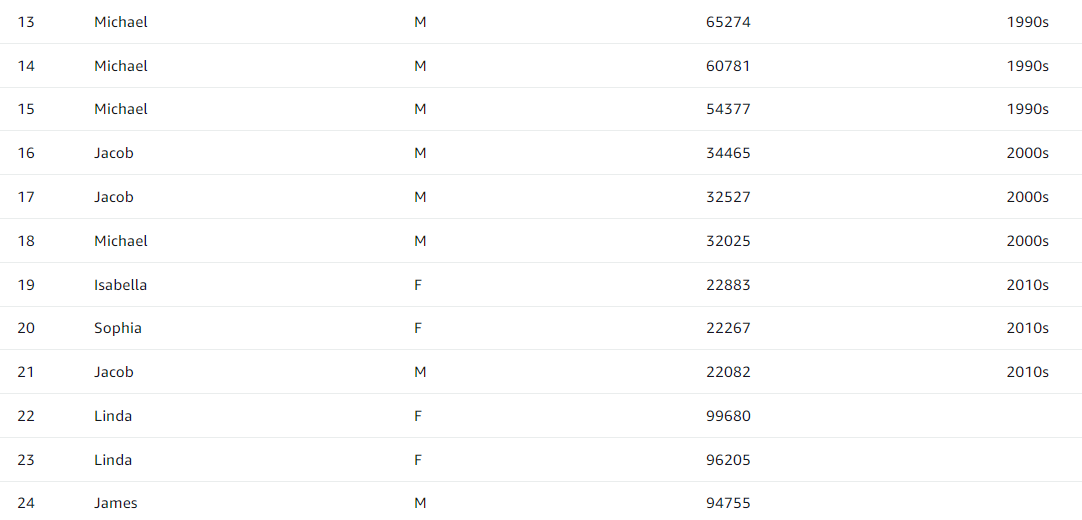 13 Michael M 65274 1990s
14 Michael M 60781 1990s
15 Michael M 54377 1990s
16 Jacob M 34465 2000s
17 Jacob M 32527 2000s
18 Michael M 32025 2000s
19 Isabella F 22883 2010s
20 Sophia F 22267 2010s
21 Jacob M 22082 2010s
22 Linda F 99680
23 Linda F 96205
24 James M 94755